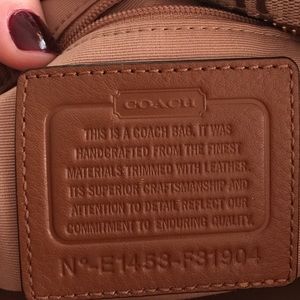 COACH
THIS IS A COACH BAG. IT WAS
HANDCRAFTED FROM THE FINEST
MATERIALS TRIMMED WITH LEATHER.
ITS SUPERIOR CRAFTSMANSHIP AND
ATTENTION TO DETAIL REFLECT OUR
COMMITMENT TO ENDURING QUALITY.
Nº-E1453-F31904